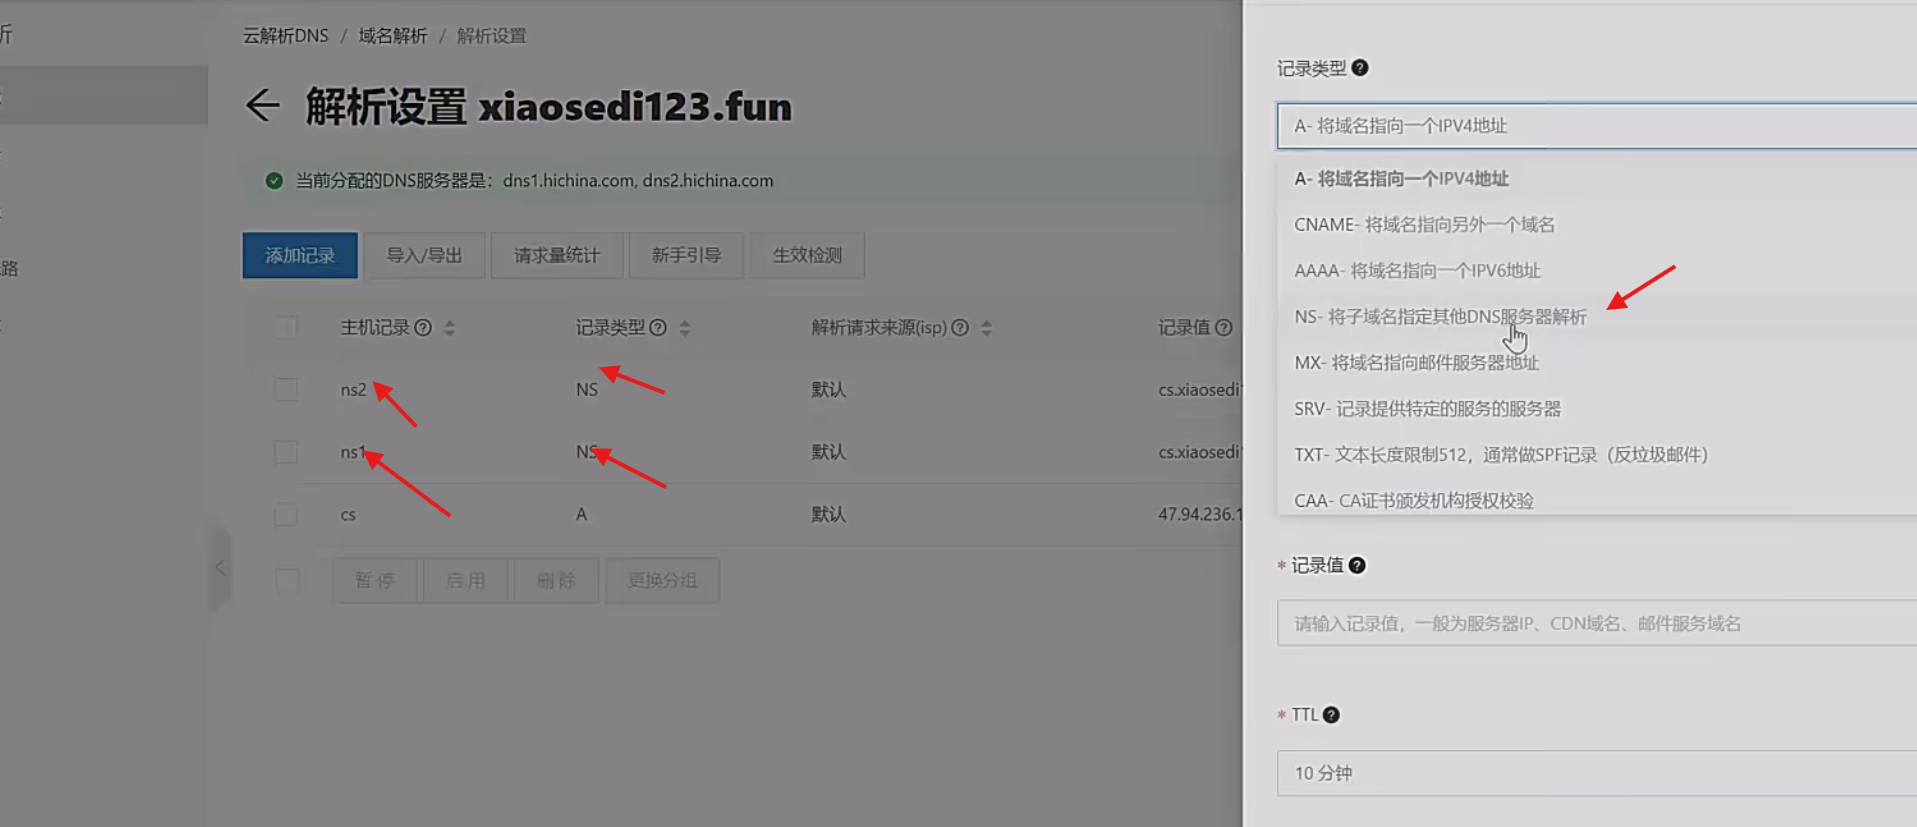 析
云解析DNS / 域名解析 / 解析设置
← 解析设置 xiaosedi123.fun
当前分配的DNS服务器是：dns1.hichina.com, dns2.hichina.com
添加记录 导入/导出 请求量统计 新手引导 生效检测
主机记录 记录类型 解析请求来源(isp) 记录值
ns2 NS 默认 cs.xiaosedi1
ns1 NS 默认 cs.xiaosedi1
cs A 默认 47.94.236.1
暂停 启用 删除 更换分组
路
记录类型
A- 将域名指向一个IPV4地址
A- 将域名指向一个IPV4地址
CNAME- 将域名指向另外一个域名
AAAA- 将域名指向一个IPV6地址
NS- 将子域名指定其他DNS服务器解析
MX- 将域名指向邮件服务器地址
SRV- 记录提供特定的服务的服务器
TXT- 文本长度限制512，通常做SPF记录（反垃圾邮件）
CAA- CA证书颁发机构授权校验
* 记录值
请输入记录值，一般为服务器IP、CDN域名、邮件服务域名
* TTL
10 分钟